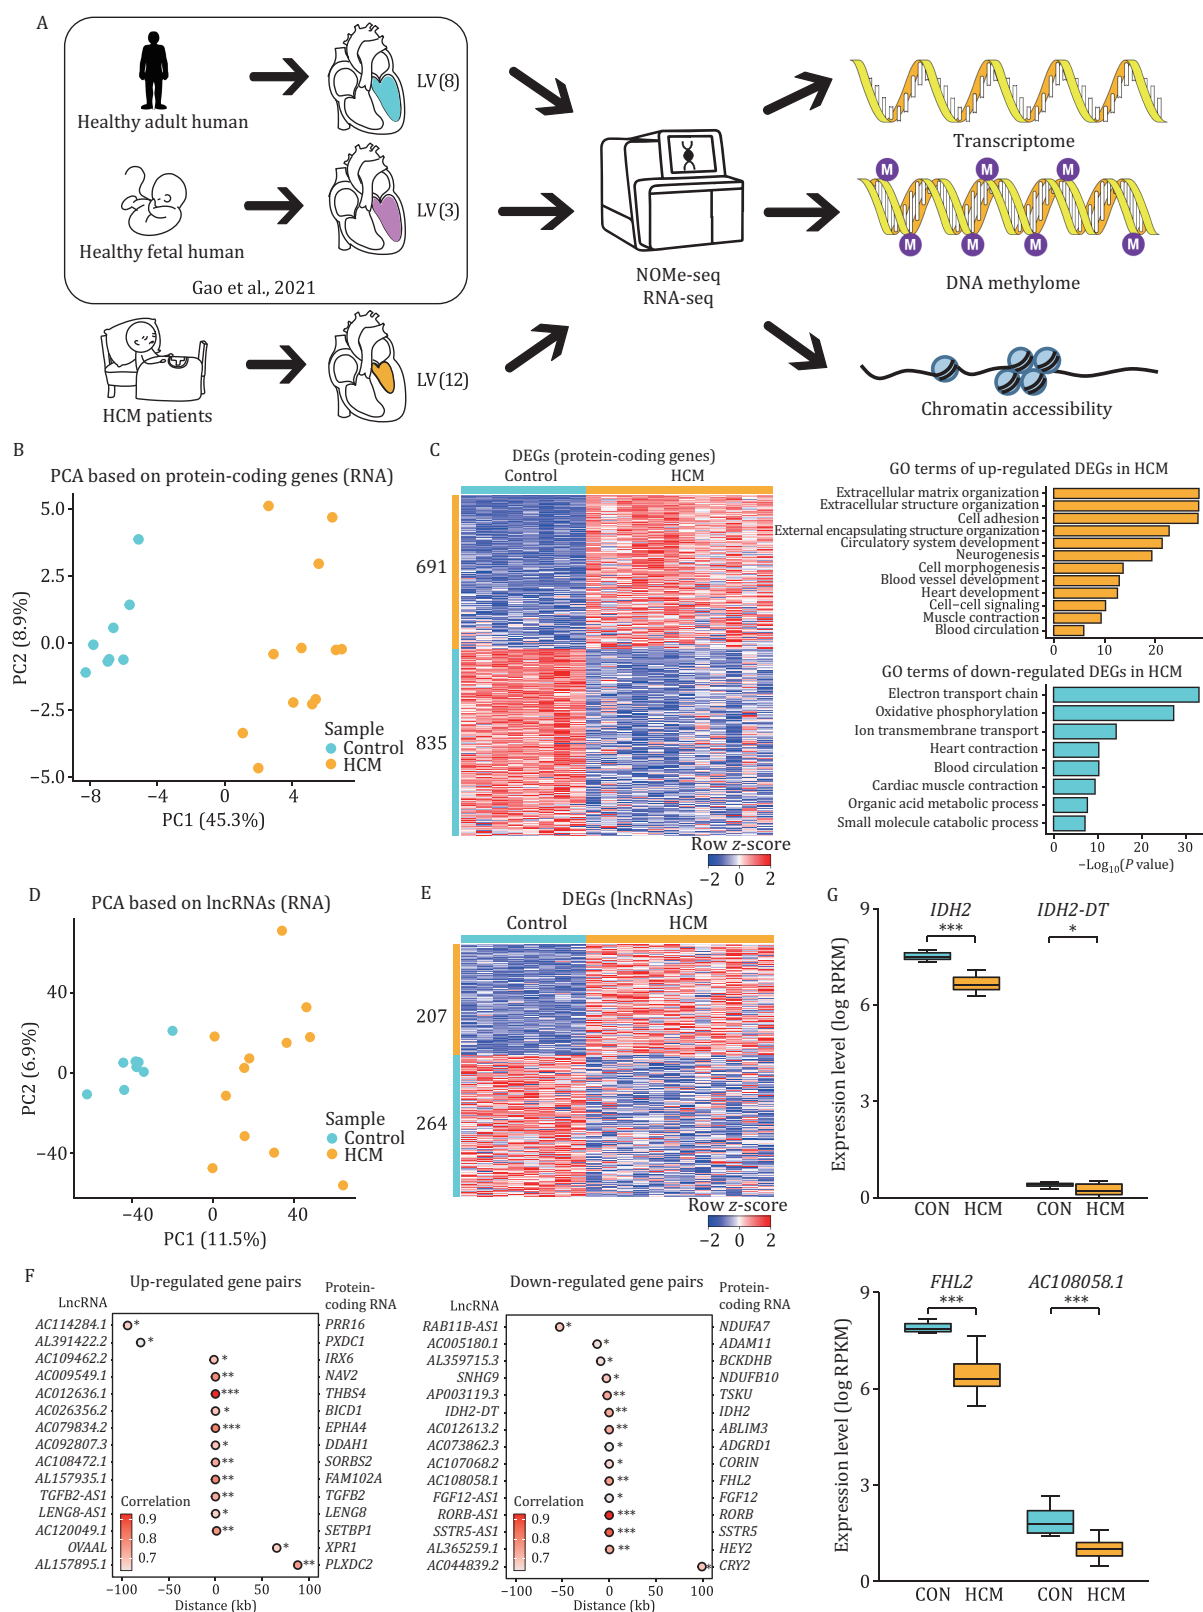 A
Healthy adult human
LV (8)
Healthy fetal human
LV (3)
Gao et al., 2021
HCM patients
LV (12)
NOMe-seq
RNA-seq
Transcriptome
M M M
M M M M
DNA methylome
Chromatin accessibility
B
PCA based on protein-coding genes (RNA)
PC2 (8.9%)
5.0
2.5
0.0
−2.5
−5.0
−8 −4 0 4
PC1 (45.3%)
Sample
Control
HCM
C
DEGs (protein-coding genes)
Control HCM
691
835
Row z-score
−2 0 2
GO terms of up-regulated DEGs in HCM
Extracellular matrix organization
Extracellular structure organization
Cell adhesion
External encapsulating structure organization
Circulatory system development
Neurogenesis
Cell morphogenesis
Blood vessel development
Heart development
Cell−cell signaling
Muscle contraction
Blood circulation
0 10 20
GO terms of down-regulated DEGs in HCM
Electron transport chain
Oxidative phosphorylation
Ion transmembrane transport
Heart contraction
Blood circulation
Cardiac muscle contraction
Organic acid metabolic process
Small molecule catabolic process
0 10 20 30
−Log10(P value)
D
PCA based on lncRNAs (RNA)
PC2 (6.9%)
40
0
−40
−40 0 40
PC1 (11.5%)
Sample
Control
HCM
E
DEGs (lncRNAs)
Control HCM
207
264
Row z-score
−2 0 2
F
Up-regulated gene pairs
LncRNA
Protein-
coding RNA
AC114284.1 * PRR16
AL391422.2 * PXDC1
AC109462.2 * IRX6
AC009549.1 ** NAV2
AC012636.1 *** THBS4
AC026356.2 * BICD1
AC079834.2 *** EPHA4
AC092807.3 * DDAH1
AC108472.1 ** SORBS2
AL157935.1 ** FAM102A
TGFB2-AS1 ** TGFB2
LENG8-AS1 * LENG8
AC120049.1 ** SETBP1
OVAAL * XPR1
AL157895.1 ** PLXDC2
Correlation
0.9
0.8
0.7
−100 −50 0 50 100
Distance (kb)
Down-regulated gene pairs
LncRNA
Protein-
coding RNA
RAB11B-AS1 * NDUFA7
AC005180.1 * ADAM11
AL359715.3 * BCKDHB
SNHG9 * NDUFB10
AP003119.3 ** TSKU
IDH2-DT ** IDH2
AC012613.2 ** ABLIM3
AC073862.3 * ADGRD1
AC107068.2 * CORIN
AC108058.1 ** FHL2
FGF12-AS1 * FGF12
RORB-AS1 *** RORB
SSTR5-AS1 *** SSTR5
AL365259.1 ** HEY2
AC044839.2 * CRY2
Correlation
0.9
0.8
0.7
−100 −50 0 50 100
Distance (kb)
G
Expression level (log RPKM)
9
6
3
0
IDH2 IDH2-DT
*** *
CON HCM CON HCM
Expression level (log RPKM)
9
6
3
0
FHL2 AC108058.1
*** ***
CON HCM CON HCM